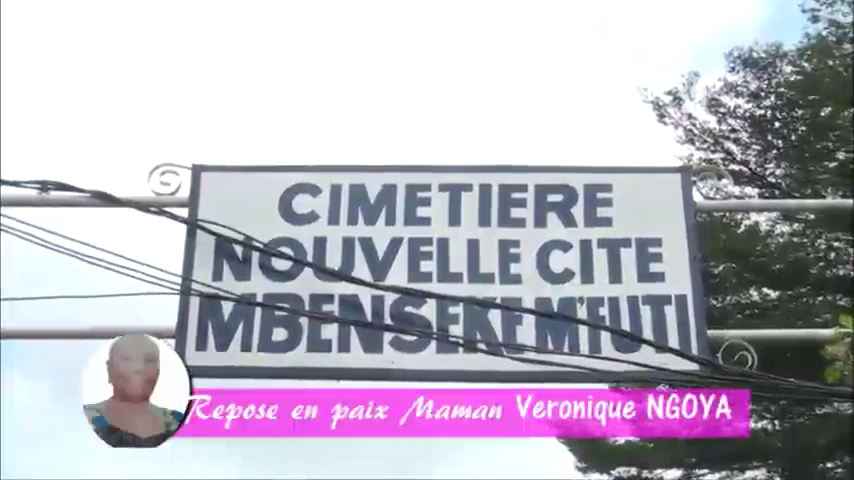 CIMETIERE
NOUVELLE CITE
MBENSEKE M'FUTI
Repose en paix Maman Veronique NGOYA